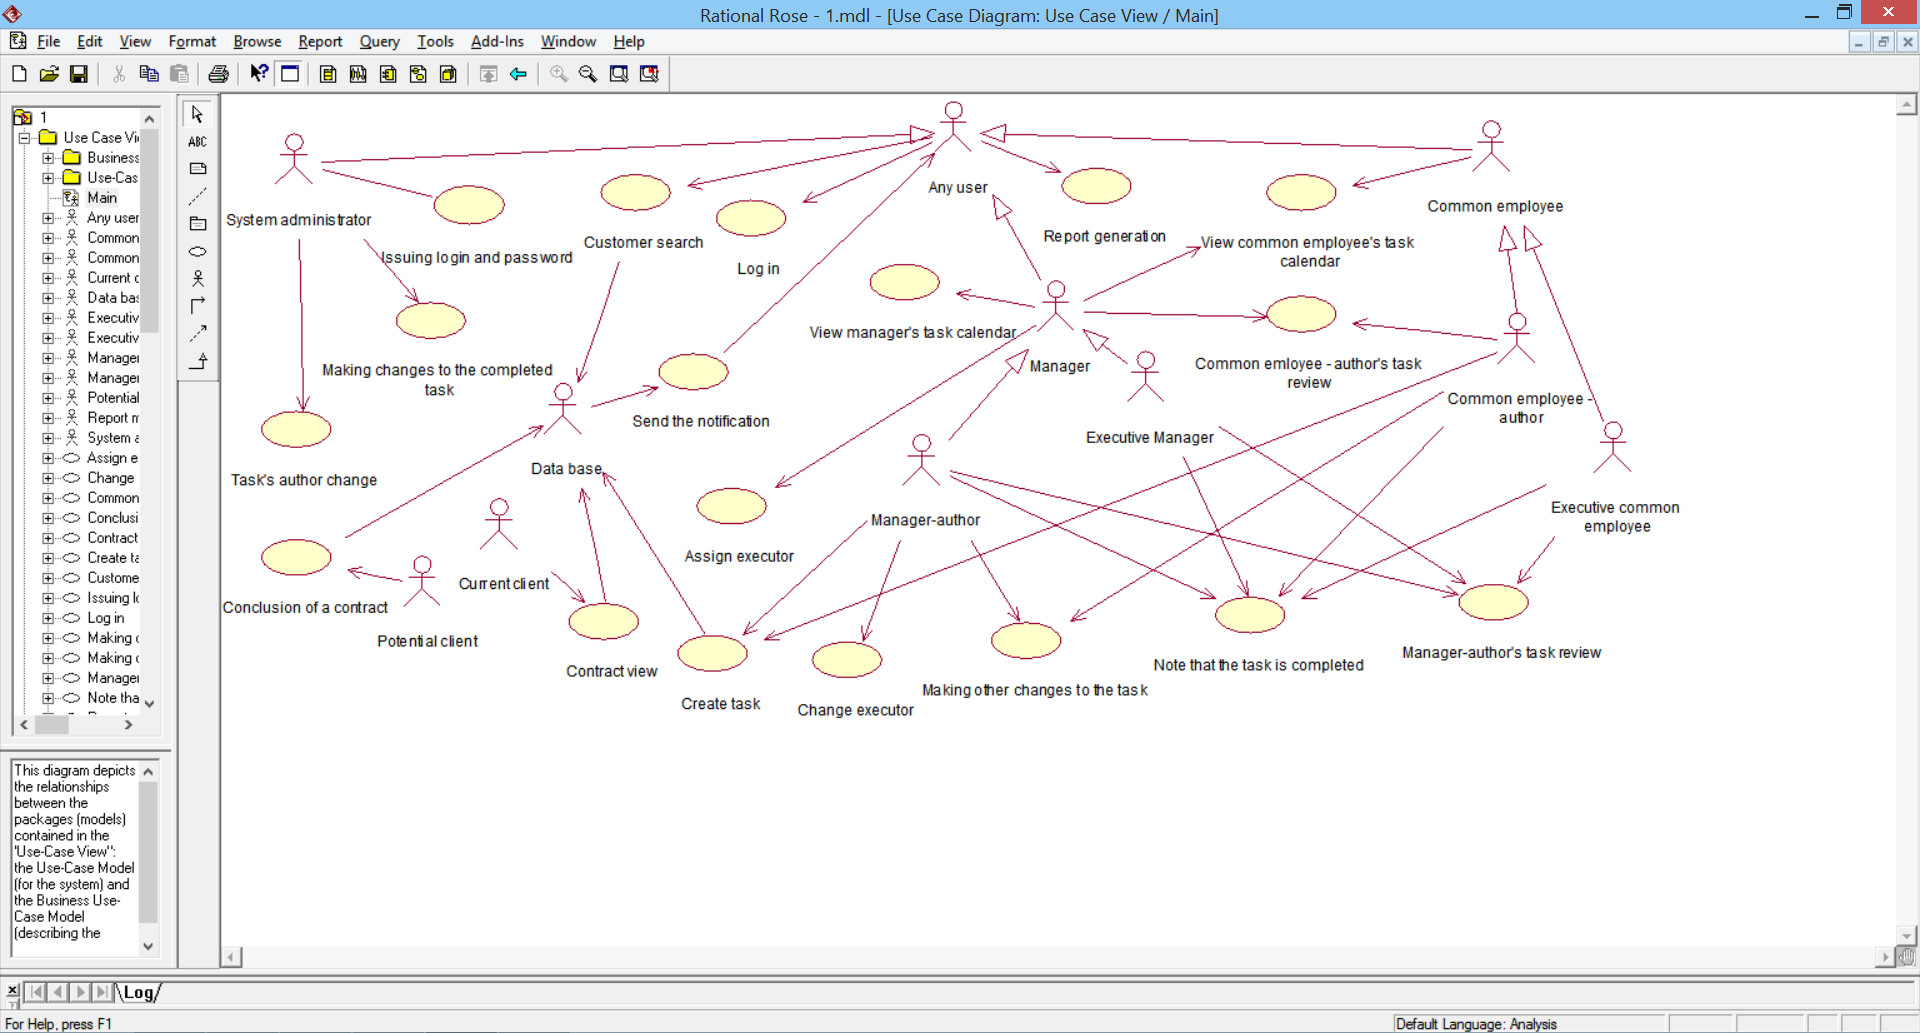 Rational Rose - 1.mdl - [Use Case Diagram: Use Case View / Main]
File Edit View Format Browse Report Query Tools Add-Ins Window Help
1
Use Case Vi
Business
Use-Cas
Main
Any user
Common
Common
Current c
Data bas
Executiv
Executiv
Manager
Manager
Potential
Report m
System a
Assign e
Change
Common
Conclusi
Contract
Create ta
Custome
Issuing lo
Log in
Making c
Making c
Manager
Note tha
ABC
System administrator
Issuing login and password
Customer search
Log in
Any user
Report generation
Common employee
View common employee's task
calendar
Making changes to the completed
task
View manager's task calendar
Manager
Common emloyee - author's task
review
Common employee -
author
Send the notification
Executive Manager
Data base
Task's author change
Manager-author
Executive common
employee
Assign executor
Current client
Conclusion of a contract
Potential client
Contract view
Create task
Change executor
Making other changes to the task
Note that the task is completed
Manager-author's task review
This diagram depicts
the relationships
between the
packages (models)
contained in the
'Use-Case View":
the Use-Case Model
(for the system) and
the Business Use-
Case Model
(describing the
Log
For Help, press F1
Default Language: Analysis